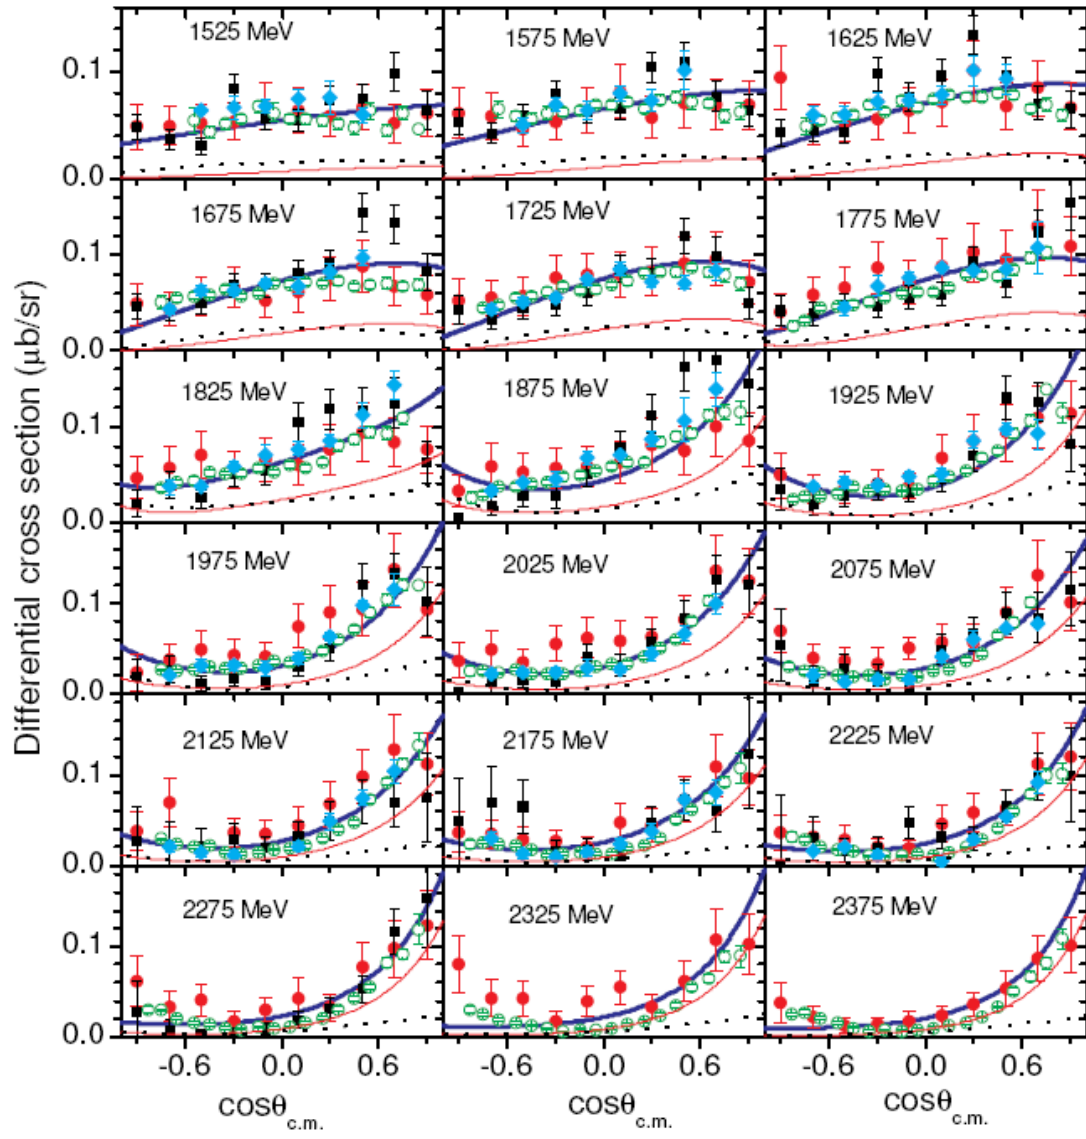 Differential cross section (μb/sr)
1525 MeV
1575 MeV
1625 MeV
0.1
0.0
1675 MeV
1725 MeV
1775 MeV
0.1
0.0
1825 MeV
1875 MeV
1925 MeV
0.1
0.0
1975 MeV
2025 MeV
2075 MeV
0.1
0.0
2125 MeV
2175 MeV
2225 MeV
0.1
0.0
2275 MeV
2325 MeV
2375 MeV
0.1
0.0
-0.6 0.0 0.6 -0.6 0.0 0.6 -0.6 0.0 0.6
cosθc.m. cosθc.m. cosθc.m.